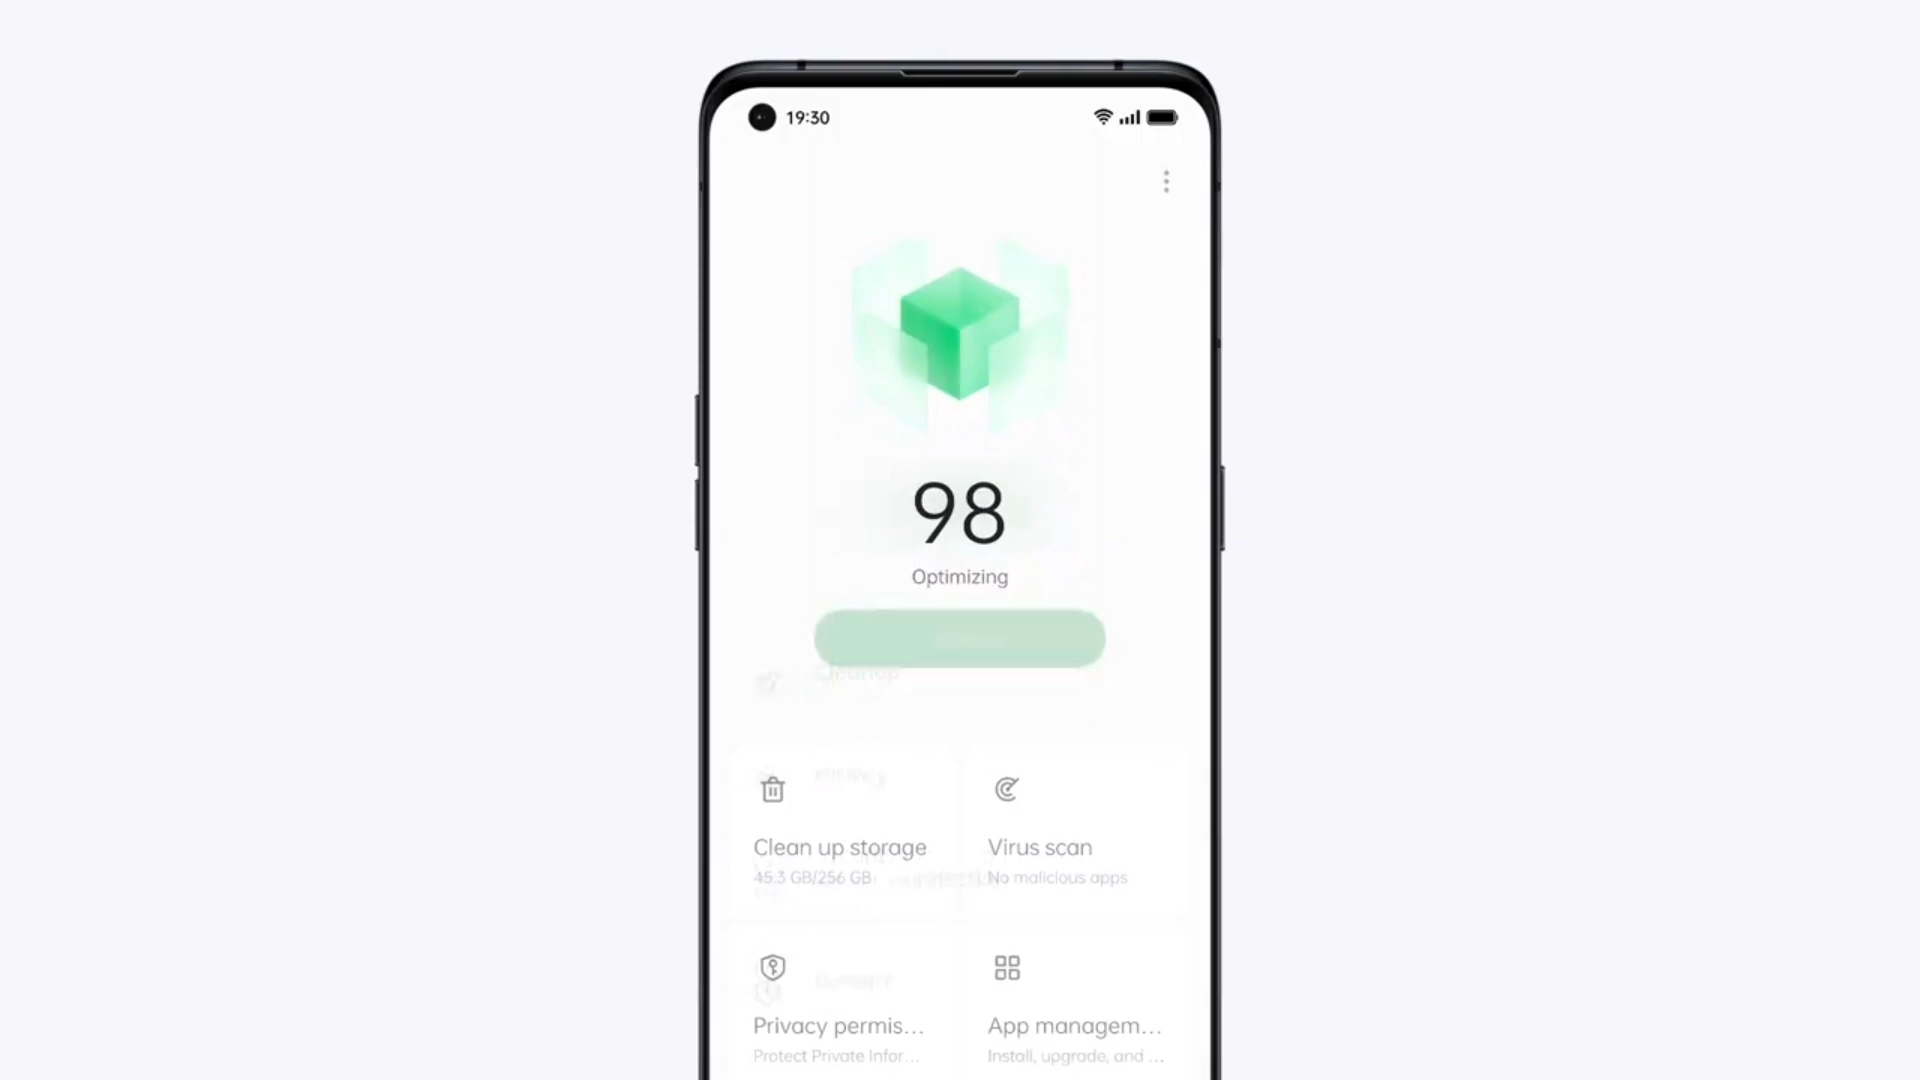 19:30
98
Optimizing
Cleanup
Clean up storage
45.3 GB/256 GB
Virus scan
No malicious apps
Privacy permis...
Protect Private Infor...
App managem...
Install, upgrade, and ...